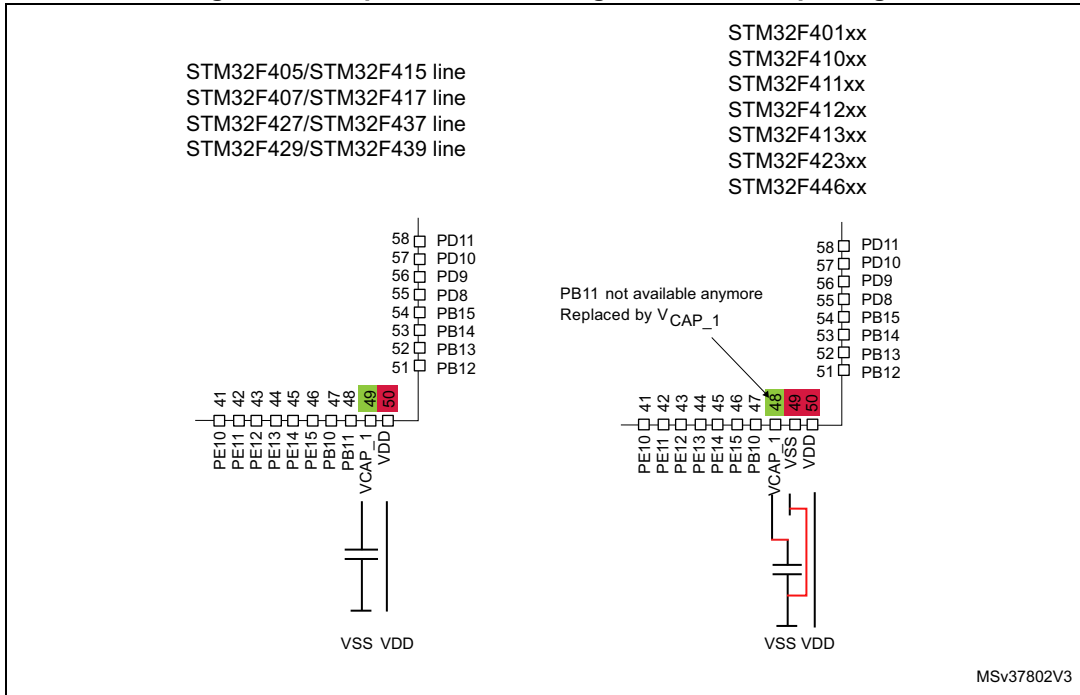 STM32F405/STM32F415 line
STM32F407/STM32F417 line
STM32F427/STM32F437 line
STM32F429/STM32F439 line
58 PD11
57 PD10
56 PD9
55 PD8
54 PB15
53 PB14
52 PB13
51 PB12
41 42 43 44 45 46 47 48 49 50
PE10 PE11 PE12 PE13 PE14 PE15 PB10 PB11 VCAP_1 VDD
VSS VDD
STM32F401xx
STM32F410xx
STM32F411xx
STM32F412xx
STM32F413xx
STM32F423xx
STM32F446xx
PB11 not available anymore
Replaced by VCAP_1
58 PD11
57 PD10
56 PD9
55 PD8
54 PB15
53 PB14
52 PB13
51 PB12
41 42 43 44 45 46 47 48 49 50
PE10 PE11 PE12 PE13 PE14 PE15 PB10 VCAP_1 VSS VDD
VSS VDD
MSv37802V3